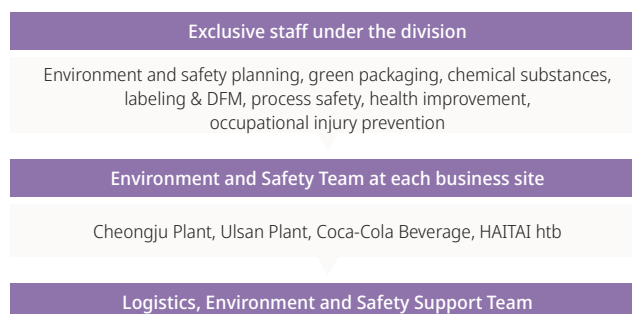 Exclusive staff under the division
Environment and safety planning, green packaging, chemical substances,
labeling & DFM, process safety, health improvement,
occupational injury prevention
Environment and Safety Team at each business site
Cheongju Plant, Ulsan Plant, Coca-Cola Beverage, HAITAI htb
Logistics, Environment and Safety Support Team